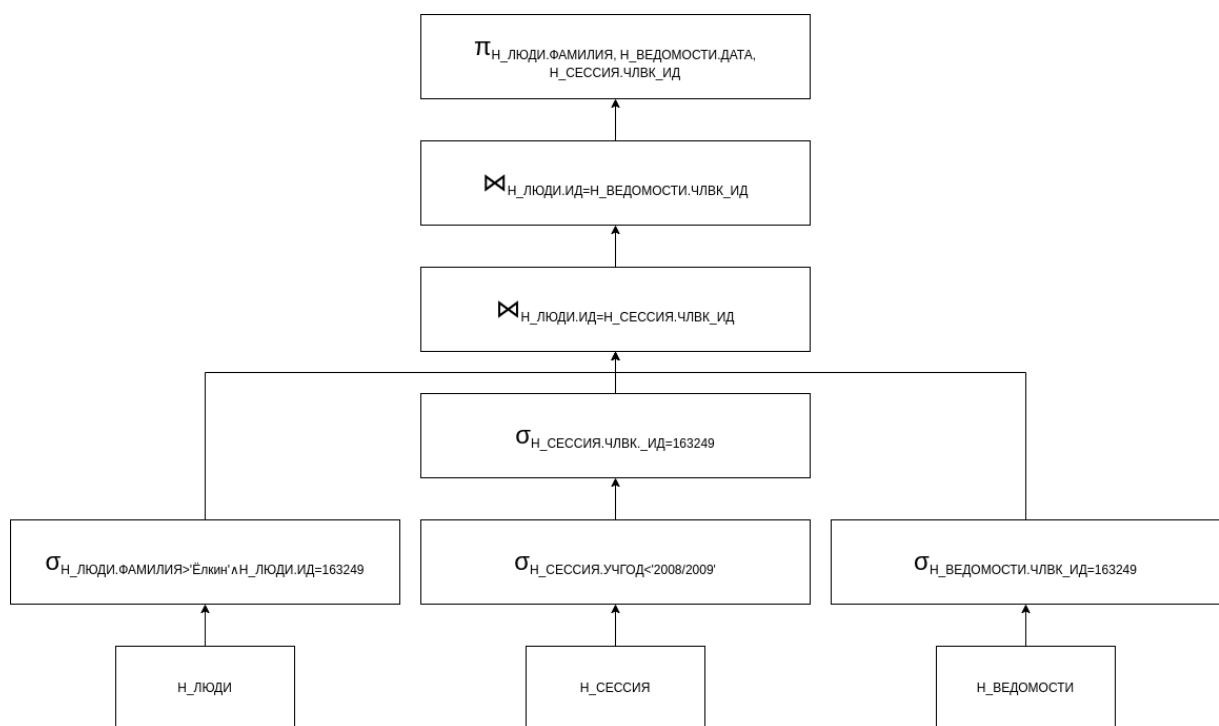 πН_ЛЮДИ.ФАМИЛИЯ, Н_ВЕДОМОСТИ.ДАТА,
Н_СЕССИЯ.ЧЛВК_ИД
⋈Н_ЛЮДИ.ИД=Н_ВЕДОМОСТИ.ЧЛВК_ИД
⋈Н_ЛЮДИ.ИД=Н_СЕССИЯ.ЧЛВК_ИД
σН_СЕССИЯ.ЧЛВК._ИД=163249
σН_ЛЮДИ.ФАМИЛИЯ>'Ёлкин'∧Н_ЛЮДИ.ИД=163249
σН_СЕССИЯ.УЧГОД<'2008/2009'
σН_ВЕДОМОСТИ.ЧЛВК_ИД=163249
Н_ЛЮДИ
Н_СЕССИЯ
Н_ВЕДОМОСТИ